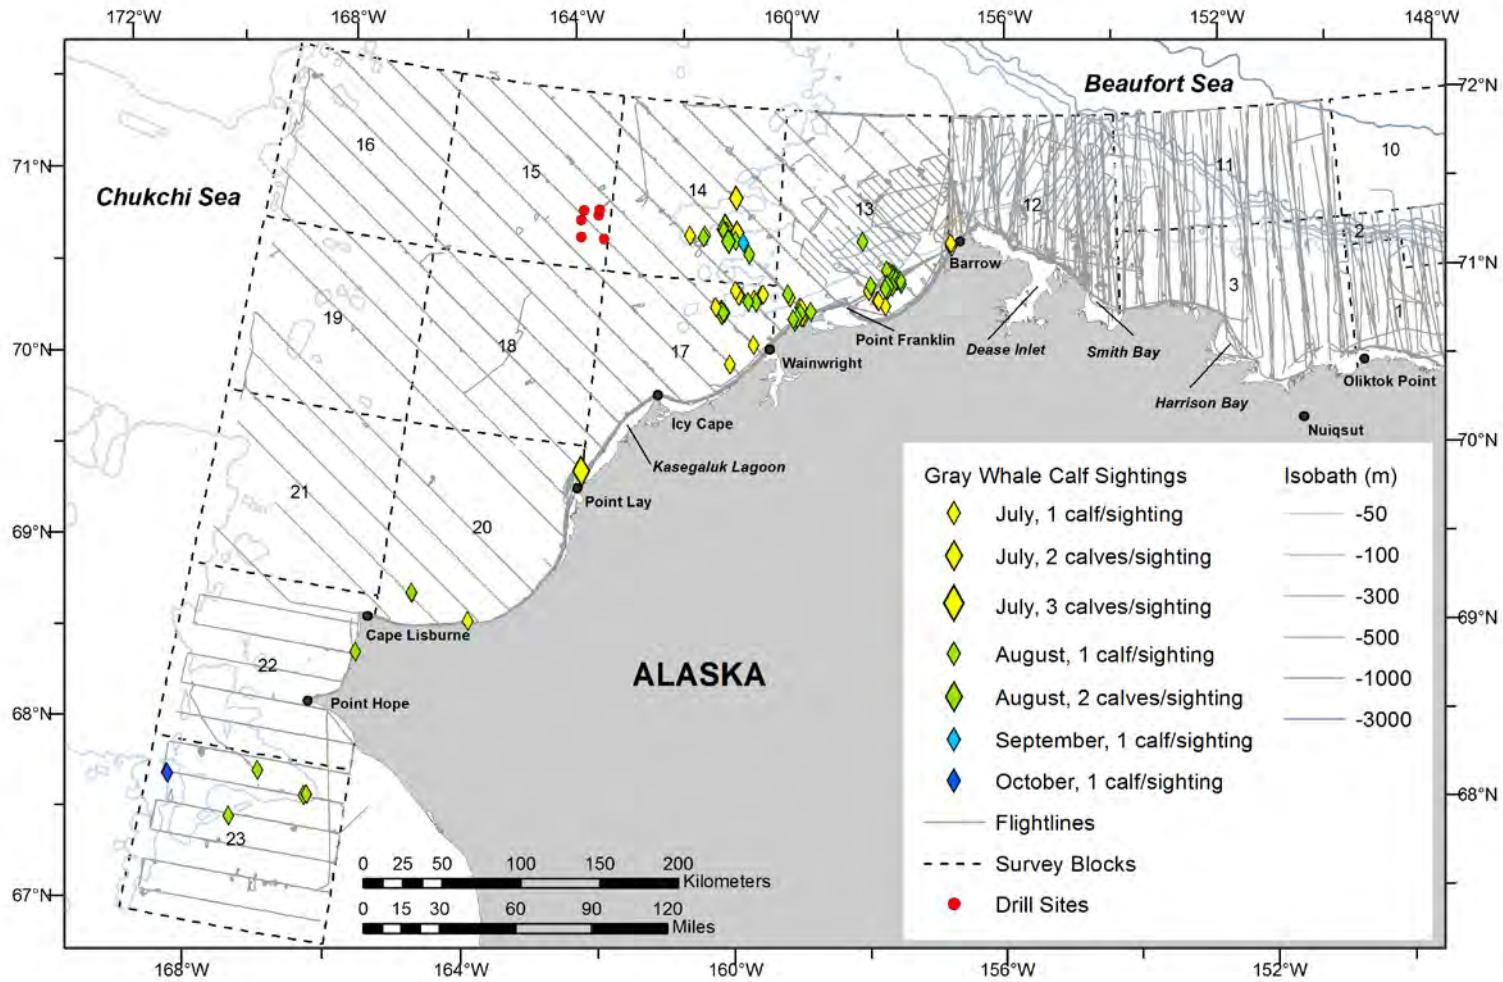 172°W 168°W 164°W 160°W 156°W 152°W 148°W
Beaufort Sea
72°N
16
11
10
71°N
15
14
Chukchi Sea
13
12
2
Barrow
71°N
3
19
18
17
Point Franklin
Dease Inlet
Smith Bay
1
70°N
Wainwright
Harrison Bay
Oliktok Point
Icy Cape
Nuiqsut
70°N
Kasegaluk Lagoon
21
Point Lay
20
69°N
Cape Lisburne
69°N
22
ALASKA
68°N
Point Hope
68°N
23
67°N
0 25 50 100 150 200
Kilometers
0 15 30 60 90 120
Miles
Gray Whale Calf Sightings
July, 1 calf/sighting
July, 2 calves/sighting
July, 3 calves/sighting
August, 1 calf/sighting
August, 2 calves/sighting
September, 1 calf/sighting
October, 1 calf/sighting
Flightlines
Survey Blocks
Drill Sites
Isobath (m)
-50
-100
-300
-500
-1000
-3000
168°W 164°W 160°W 156°W 152°W